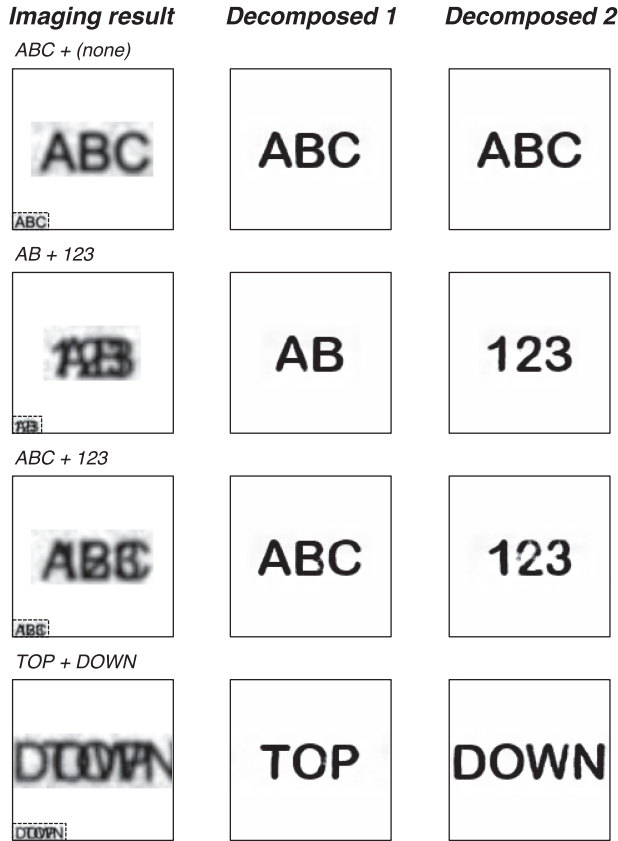 Imaging result Decomposed 1 Decomposed 2
ABC + (none)
ABC ABC ABC
ABC
AB + 123
AB 123
ABC + 123
ABC 123
TOP + DOWN
TOP DOWN